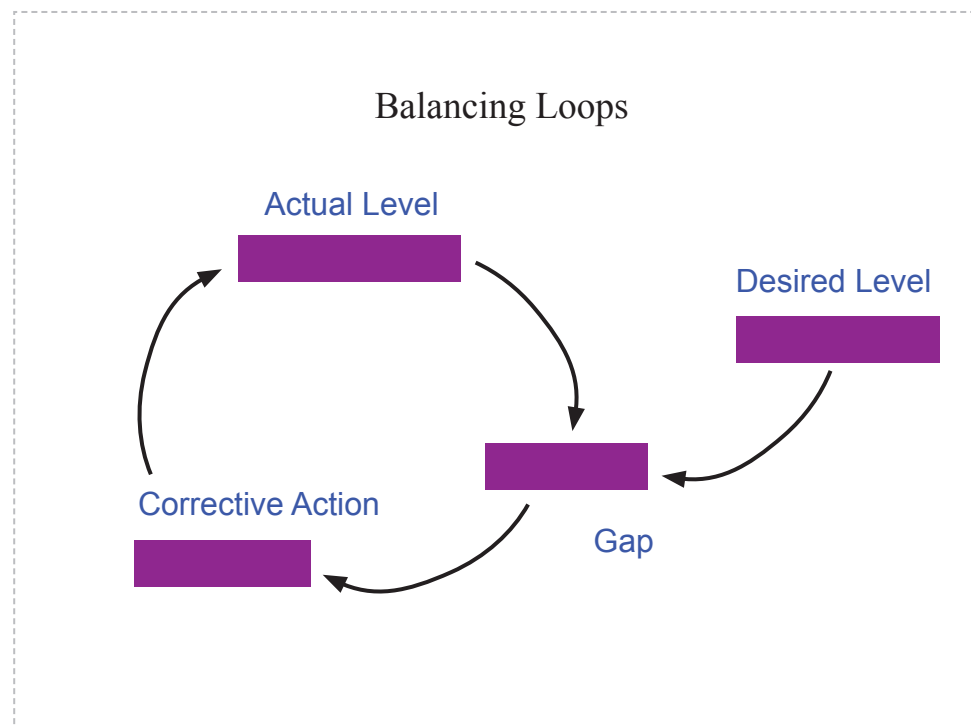 Balancing Loops
Actual Level
Desired Level
Corrective Action
Gap